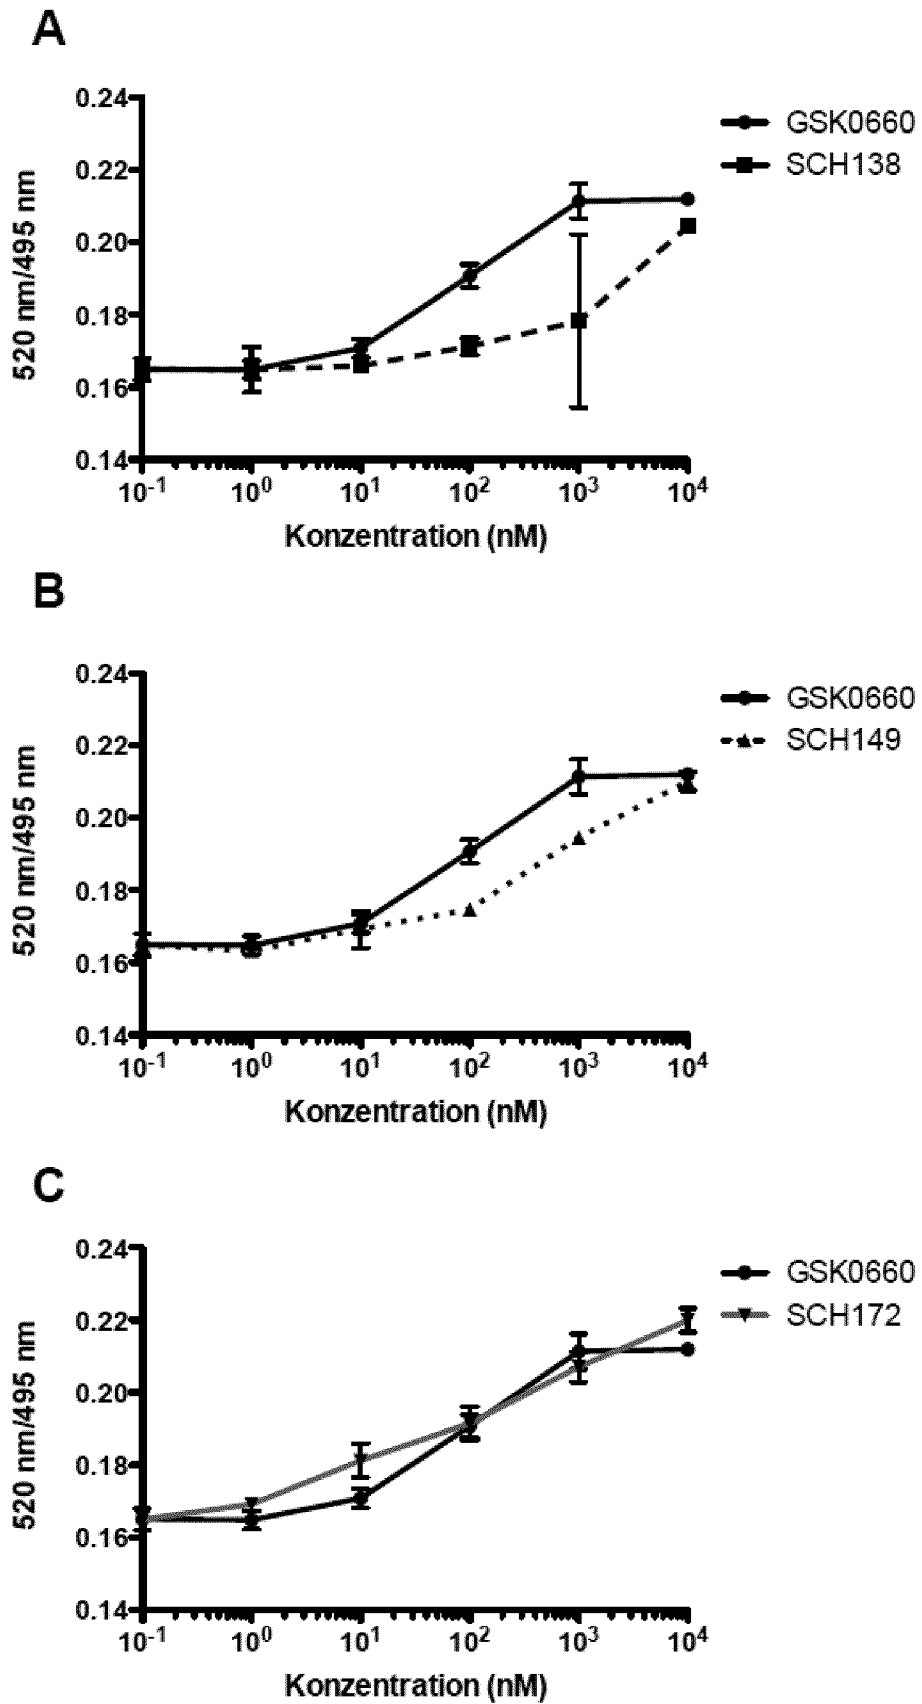 A
0.24
0.22
0.20
0.18
0.16
0.14
520 nm/495 nm
GSK0660
SCH138
10⁻¹ 10⁰ 10¹ 10² 10³ 10⁴
Konzentration (nM)
B
0.24
0.22
0.20
0.18
0.16
0.14
520 nm/495 nm
GSK0660
SCH149
10⁻¹ 10⁰ 10¹ 10² 10³ 10⁴
Konzentration (nM)
C
0.24
0.22
0.20
0.18
0.16
0.14
520 nm/495 nm
GSK0660
SCH172
10⁻¹ 10⁰ 10¹ 10² 10³ 10⁴
Konzentration (nM)